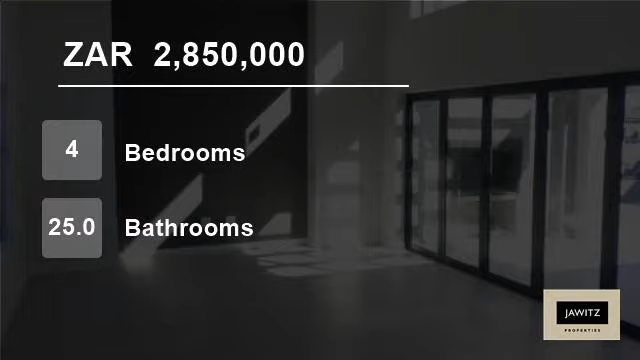 ZAR 2,850,000
4 Bedrooms
25.0 Bathrooms
JAWITZ
PROPERTIES